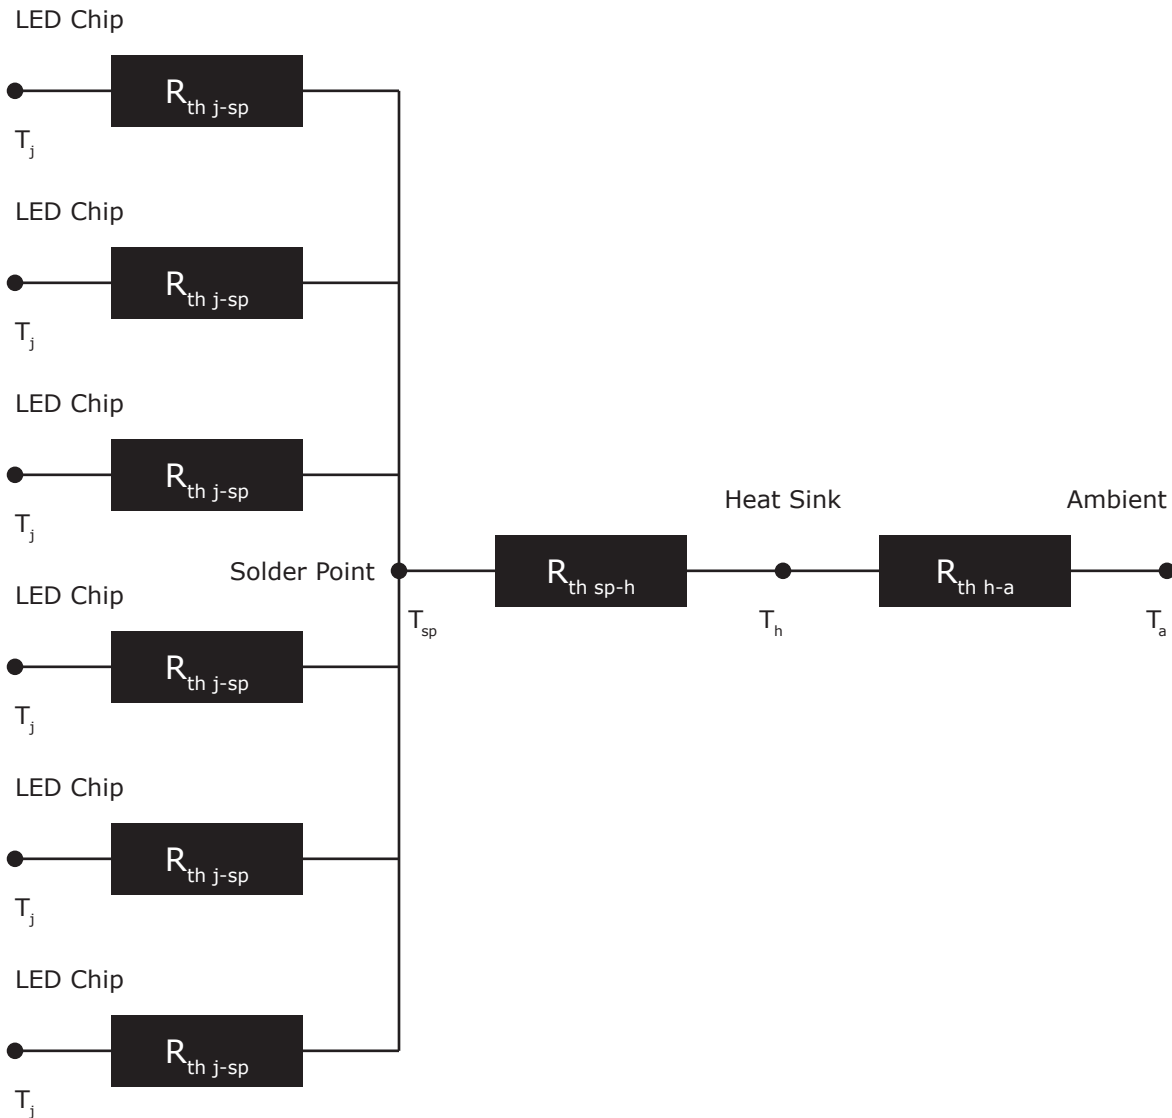 LED Chip
R th j-sp
T j
LED Chip
R th j-sp
T j
LED Chip
R th j-sp
T j
Heat Sink
Ambient
Solder Point
R th sp-h
R th h-a
T sp
T h
T a
LED Chip
R th j-sp
T j
LED Chip
R th j-sp
T j
LED Chip
R th j-sp
T j